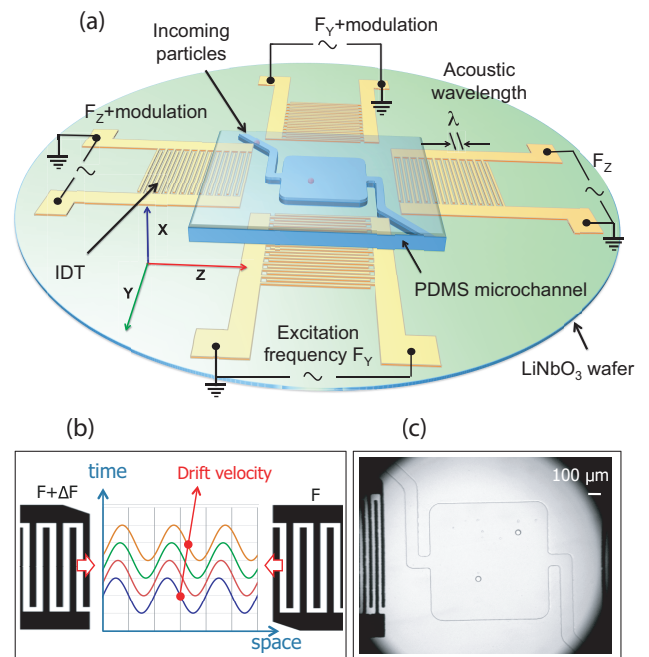 (a)
Incoming
particles
F_Y+modulation
Acoustic
wavelength
λ
F_Z+modulation
F_Z
IDT
X
Z
Y
PDMS microchannel
Excitation
frequency F_Y
LiNbO_3 wafer
(b)
time
Drift velocity
F+ΔF
F
space
(c)
100 µm